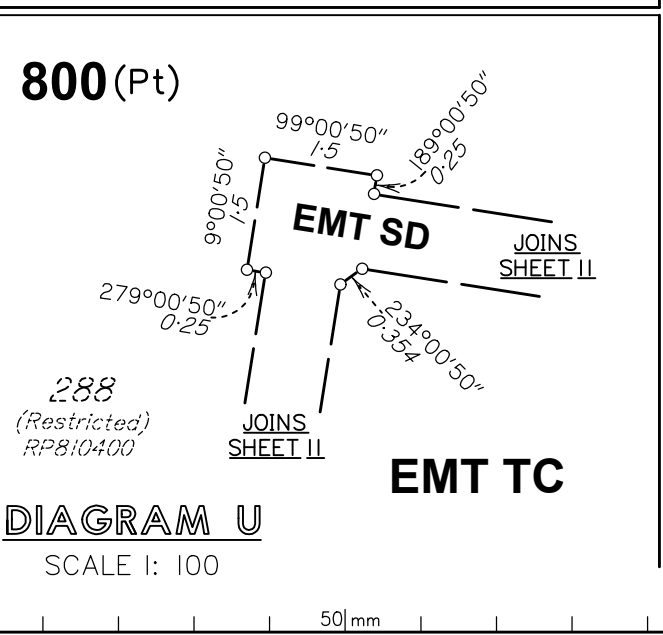 800 (Pt)
99°00'50"
1·5
189°00'50"
0·25
9°00'50"
1·5
EMT SD
JOINS
SHEET 11
279°00'50"
0·25
234°00'50"
0·354
288
(Restricted)
RP810400
JOINS
SHEET 11
EMT TC
DIAGRAM U
SCALE 1: 100
50 mm